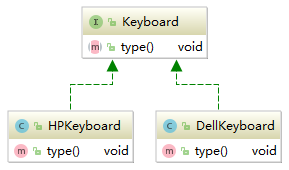 I Keyboard
m type() void
C HPKeyboard
m type() void
C DellKeyboard
m type() void